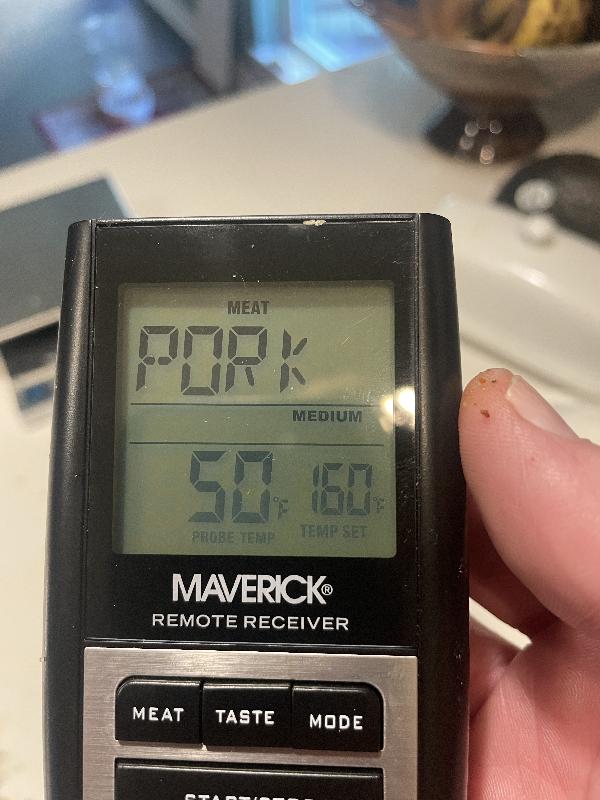 MEAT
PORK
MEDIUM
50°F 160°F
PROBE TEMP TEMP SET
MAVERICK®
REMOTE RECEIVER
MEAT TASTE MODE